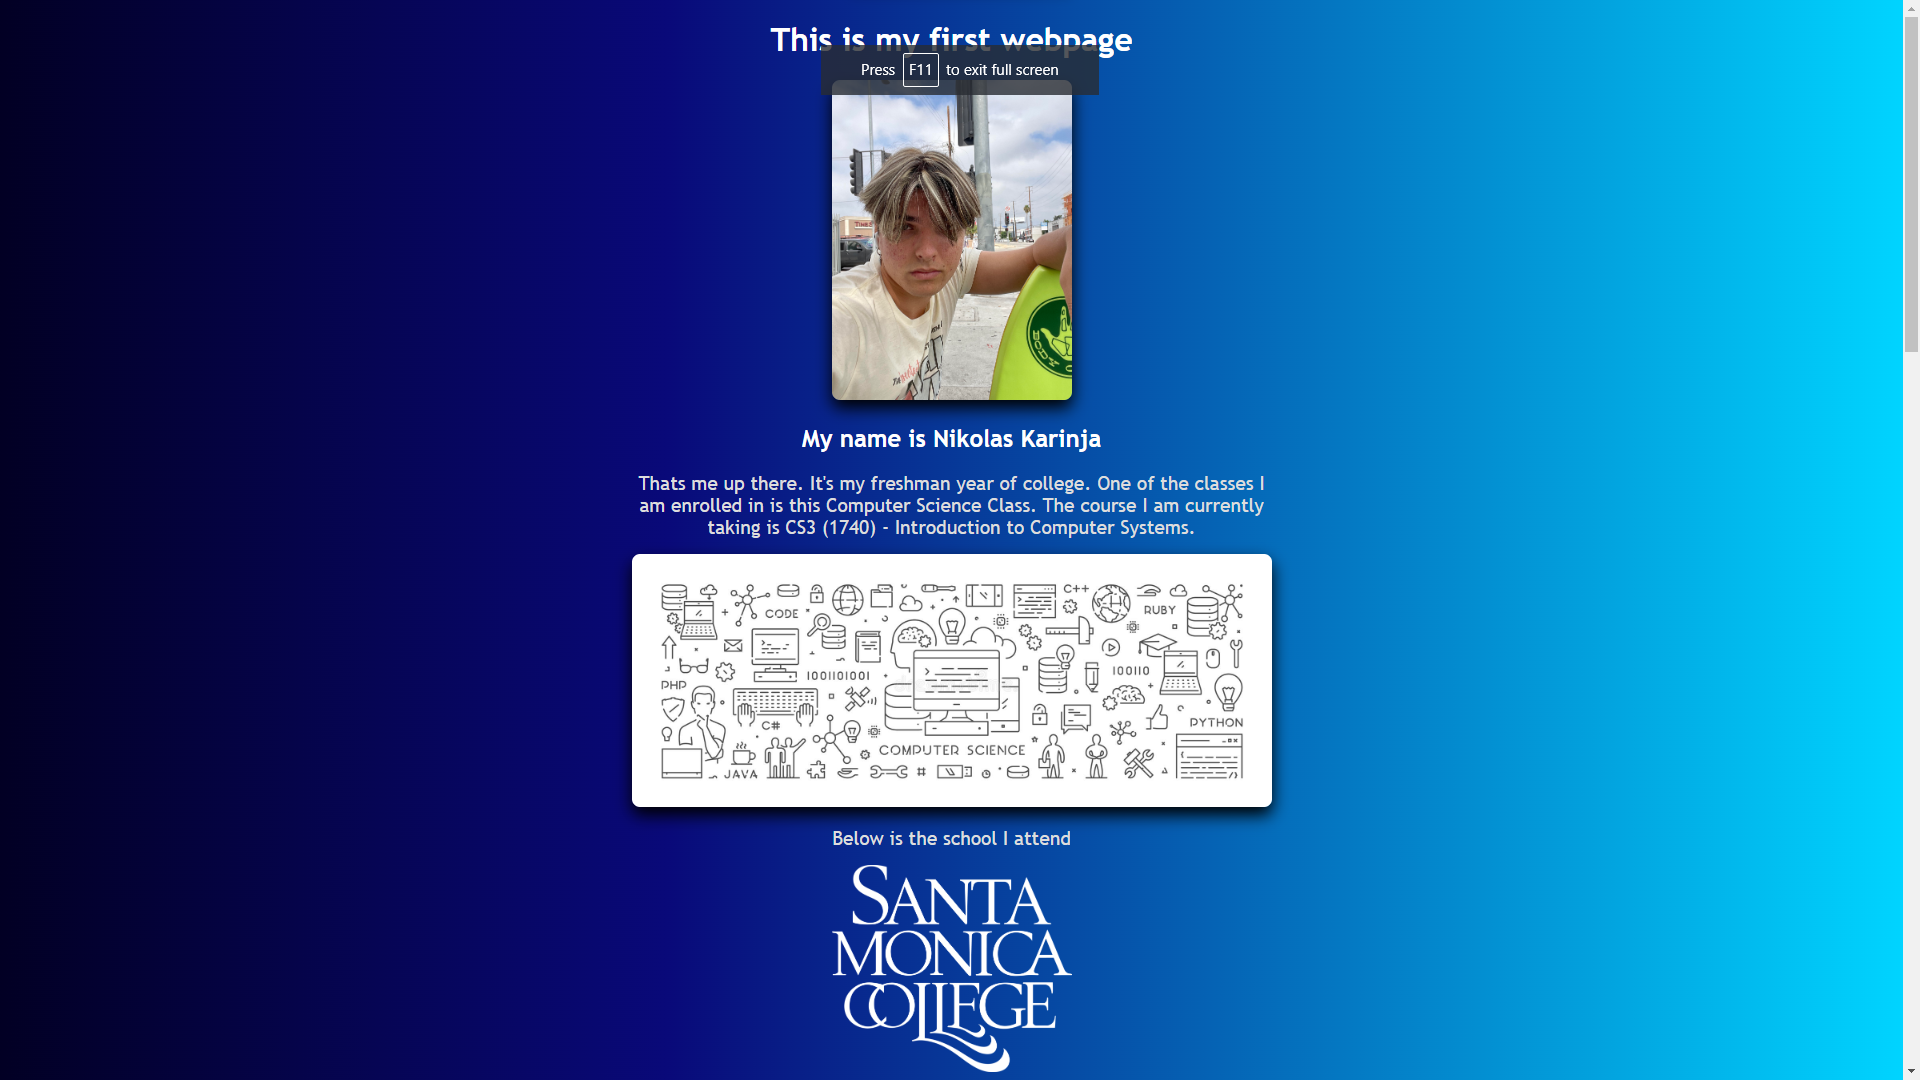 This is my first webpage
Press F11 to exit full screen
My name is Nikolas Karinja
Thats me up there. It's my freshman year of college. One of the classes I
am enrolled in is this Computer Science Class. The course I am currently
taking is CS3 (1740) - Introduction to Computer Systems.
C++
CODE
RUBY
1001101001
100110
PHP
PYTHON
C#
COMPUTER SCIENCE
JAVA
Below is the school I attend
SANTA
MONICA
COLLEGE